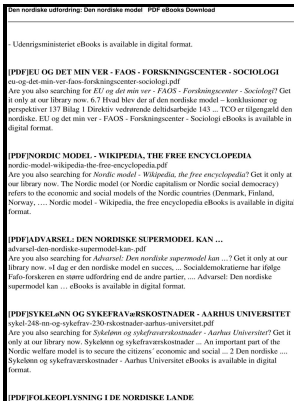 Den nordiske udfordring: Den nordiske model PDF eBooks Download
- Udenrigsministeriet eBooks is available in digital format.
[PDF]EU OG DET MIN VER - FAOS - FORSKNINGSCENTER - SOCIOLOGI
eu-og-det-min-ver-faos-forskningscenter-sociologi.pdf
Are you also searching for EU og det min ver - FAOS - Forskningscenter - Sociologi? Get
it only at our library now. 6.7 Hvad blev der af den nordiske model – konklusioner og
perspektiver 137 Bilag 1 Direktiv vedrørende deltidsarbejde 143 ... TCO er tilgengeld den
nordiske. EU og det min ver - FAOS - Forskningscenter - Sociologi eBooks is available in
digital format.
[PDF]NORDIC MODEL - WIKIPEDIA, THE FREE ENCYCLOPEDIA
nordic-model-wikipedia-the-free-encyclopedia.pdf
Are you also searching for Nordic model - Wikipedia, the free encyclopedia? Get it only at
our library now. The Nordic model (or Nordic capitalism or Nordic social democracy)
refers to the economic and social models of the Nordic countries (Denmark, Finland,
Norway, .... Nordic model - Wikipedia, the free encyclopedia eBooks is available in digital
format.
[PDF]ADVARSEL: DEN NORDISKE SUPERMODEL KAN …
advarsel-den-nordiske-supermodel-kan-.pdf
Are you also searching for Advarsel: Den nordiske supermodel kan …? Get it only at our
library now. »I dag er den nordiske model en succes, ... Socialdemokratierne har ifølge
Fafo-forskeren en større udfordring end de andre partier, .... Advarsel: Den nordiske
supermodel kan … eBooks is available in digital format.
[PDF]SYKELøNN OG SYKEFRAVæRSKOSTNADER - AARHUS UNIVERSITET
sykel-248-nn-og-sykefrav-230-rskostnader-aarhus-universitet.pdf
Are you also searching for Sykelønn og sykefraværskostnader - Aarhus Universitet? Get it
only at our library now. Sykelønn og sykefraværskostnader ... An important part of the
Nordic welfare model is to secure the citizens´ economic and social ... 2 Den nordiske ....
Sykelønn og sykefraværskostnader - Aarhus Universitet eBooks is available in digital
format.
[PDF]FOLKEOPLYSNING I DE NORDISKE LANDE